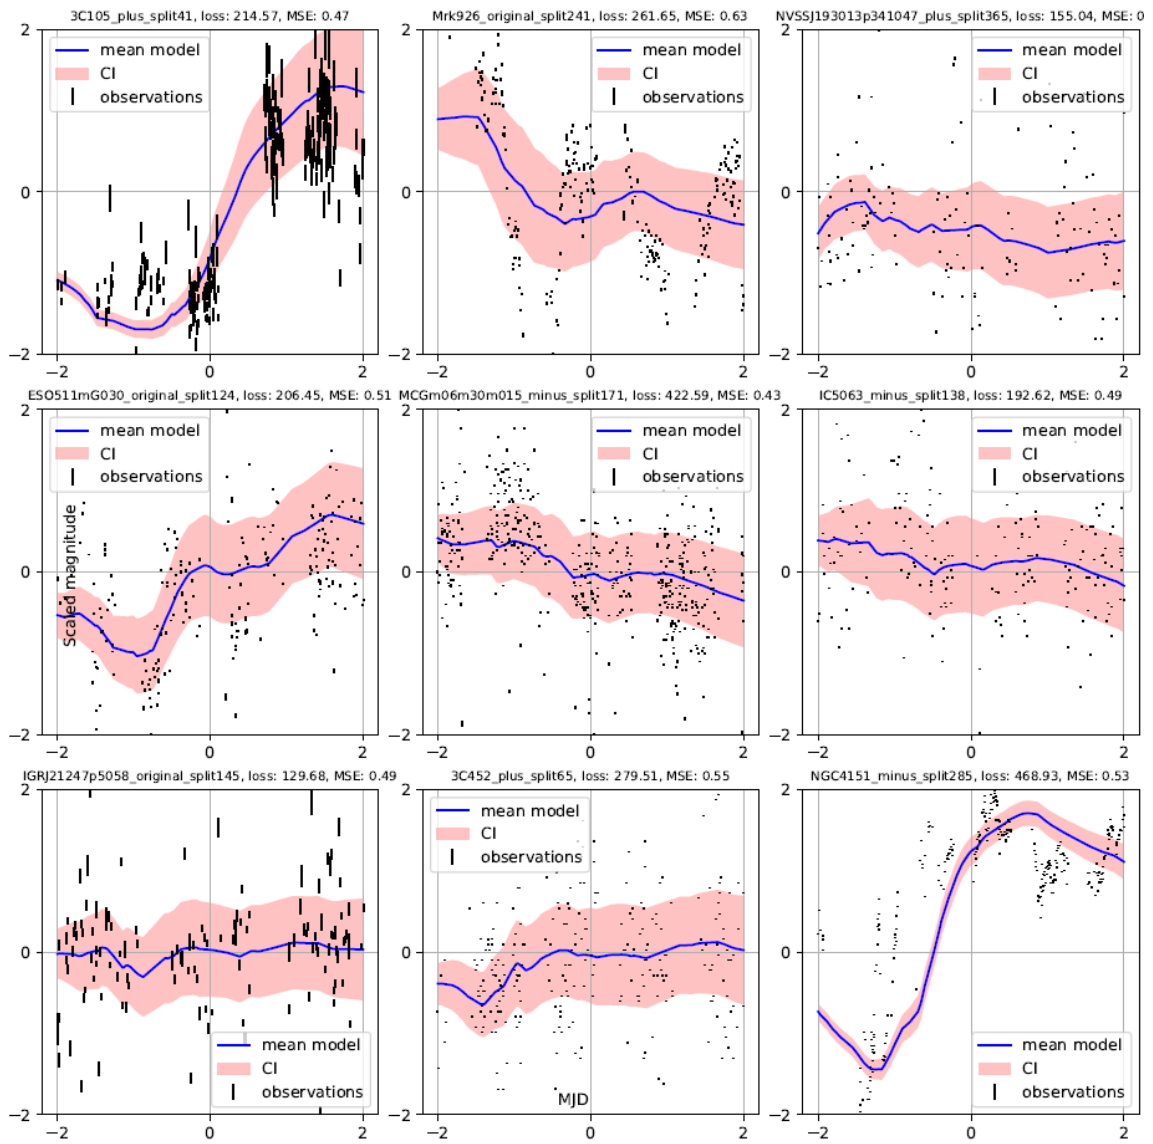 3C105_plus_split41, loss: 214.57, MSE: 0.47
Mrk926_original_split241, loss: 261.65, MSE: 0.63
NVSSJ193013p341047_plus_split365, loss: 155.04, MSE: 0
2
mean model
CI
observations
0
−2
−2 0 2
2
mean model
CI
observations
0
−2
−2 0 2
2
mean model
CI
observations
0
−2
−2 0 2
ESO511mG030_original_split124, loss: 206.45, MSE: 0.51
MCGm06m30m015_minus_split171, loss: 422.59, MSE: 0.43
IC5063_minus_split138, loss: 192.62, MSE: 0.49
2
mean model
CI
observations
0
Scaled magnitude
−2
−2 0 2
2
mean model
CI
observations
0
−2
−2 0 2
2
mean model
CI
observations
0
−2
−2 0 2
IGRJ21247p5058_original_split145, loss: 129.68, MSE: 0.49
3C452_plus_split65, loss: 279.51, MSE: 0.55
NGC4151_minus_split285, loss: 468.93, MSE: 0.53
2
0
mean model
CI
observations
−2
−2 0 2
2
mean model
CI
observations
0
MJD
−2
−2 0 2
2
0
mean model
CI
observations
−2
−2 0 2